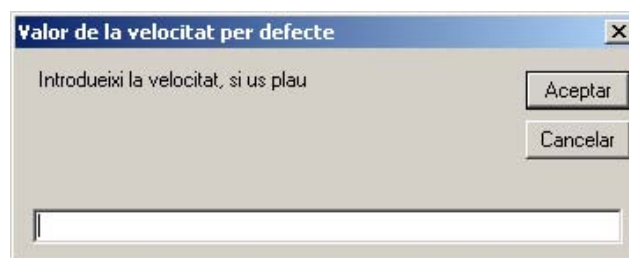 Valor de la velocitat per defecte
Introdueixi la velocitat, si us plau
Aceptar
Cancelar